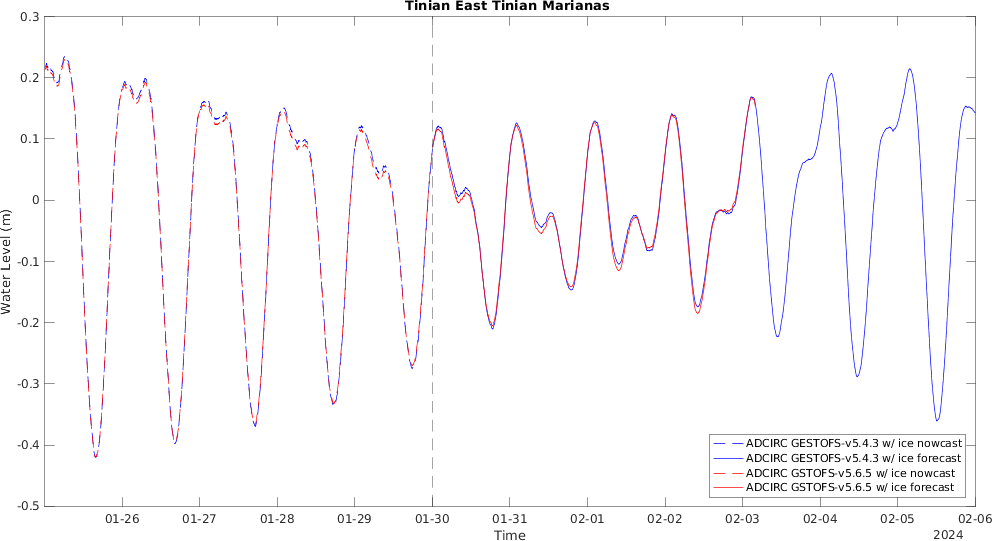 Tinian East Tinian Marianas
0.3
0.2
0.1
0
-0.1
-0.2
-0.3
-0.4
-0.5
Water Level (m)
ADCIRC GESTOFS-v5.4.3 w/ ice nowcast
ADCIRC GESTOFS-v5.4.3 w/ ice forecast
ADCIRC GSTOFS-v5.6.5 w/ ice nowcast
ADCIRC GSTOFS-v5.6.5 w/ ice forecast
01-26 01-27 01-28 01-29 01-30 01-31 02-01 02-02 02-03 02-04 02-05 02-06
Time
2024